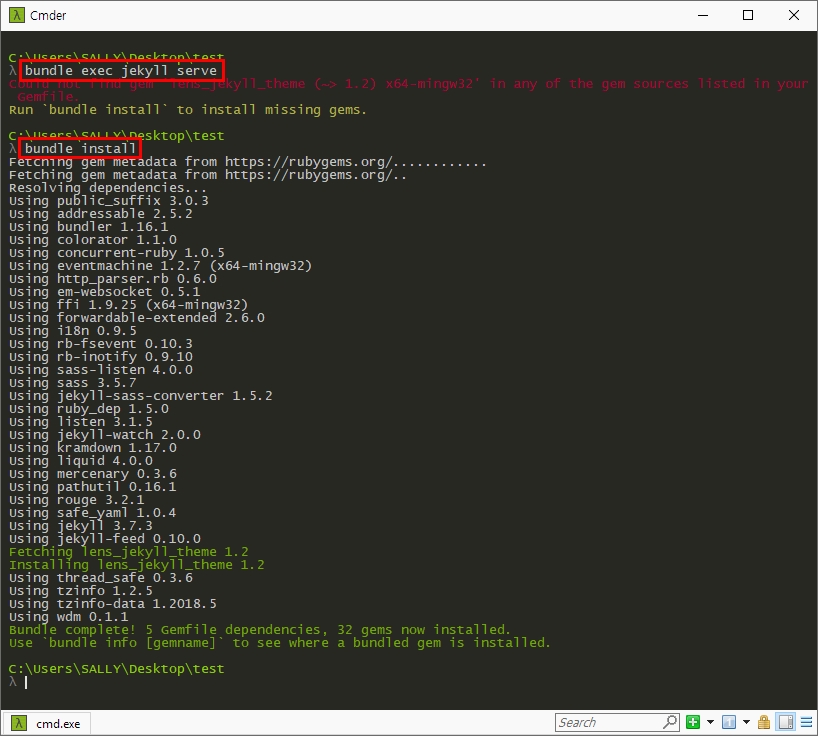 Cmder
C:\Users\SALLY\Desktop\test
λ bundle exec jekyll serve
Could not find gem 'lens_jekyll_theme (~> 1.2) x64-mingw32' in any of the gem sources listed in your
Gemfile.
Run `bundle install` to install missing gems.
C:\Users\SALLY\Desktop\test
λ bundle install
Fetching gem metadata from https://rubygems.org/............
Fetching gem metadata from https://rubygems.org/..
Resolving dependencies...
Using public_suffix 3.0.3
Using addressable 2.5.2
Using bundler 1.16.1
Using colorator 1.1.0
Using concurrent-ruby 1.0.5
Using eventmachine 1.2.7 (x64-mingw32)
Using http_parser.rb 0.6.0
Using em-websocket 0.5.1
Using ffi 1.9.25 (x64-mingw32)
Using forwardable-extended 2.6.0
Using i18n 0.9.5
Using rb-fsevent 0.10.3
Using rb-inotify 0.9.10
Using sass-listen 4.0.0
Using sass 3.5.7
Using jekyll-sass-converter 1.5.2
Using ruby_dep 1.5.0
Using listen 3.1.5
Using jekyll-watch 2.0.0
Using kramdown 1.17.0
Using liquid 4.0.0
Using mercenary 0.3.6
Using pathutil 0.16.1
Using rouge 3.2.1
Using safe_yaml 1.0.4
Using jekyll 3.7.3
Using jekyll-feed 0.10.0
Fetching lens_jekyll_theme 1.2
Installing lens_jekyll_theme 1.2
Using thread_safe 0.3.6
Using tzinfo 1.2.5
Using tzinfo-data 1.2018.5
Using wdm 0.1.1
Bundle complete! 5 Gemfile dependencies, 32 gems now installed.
Use `bundle info [gemname]` to see where a bundled gem is installed.
C:\Users\SALLY\Desktop\test
λ
λ cmd.exe
Search